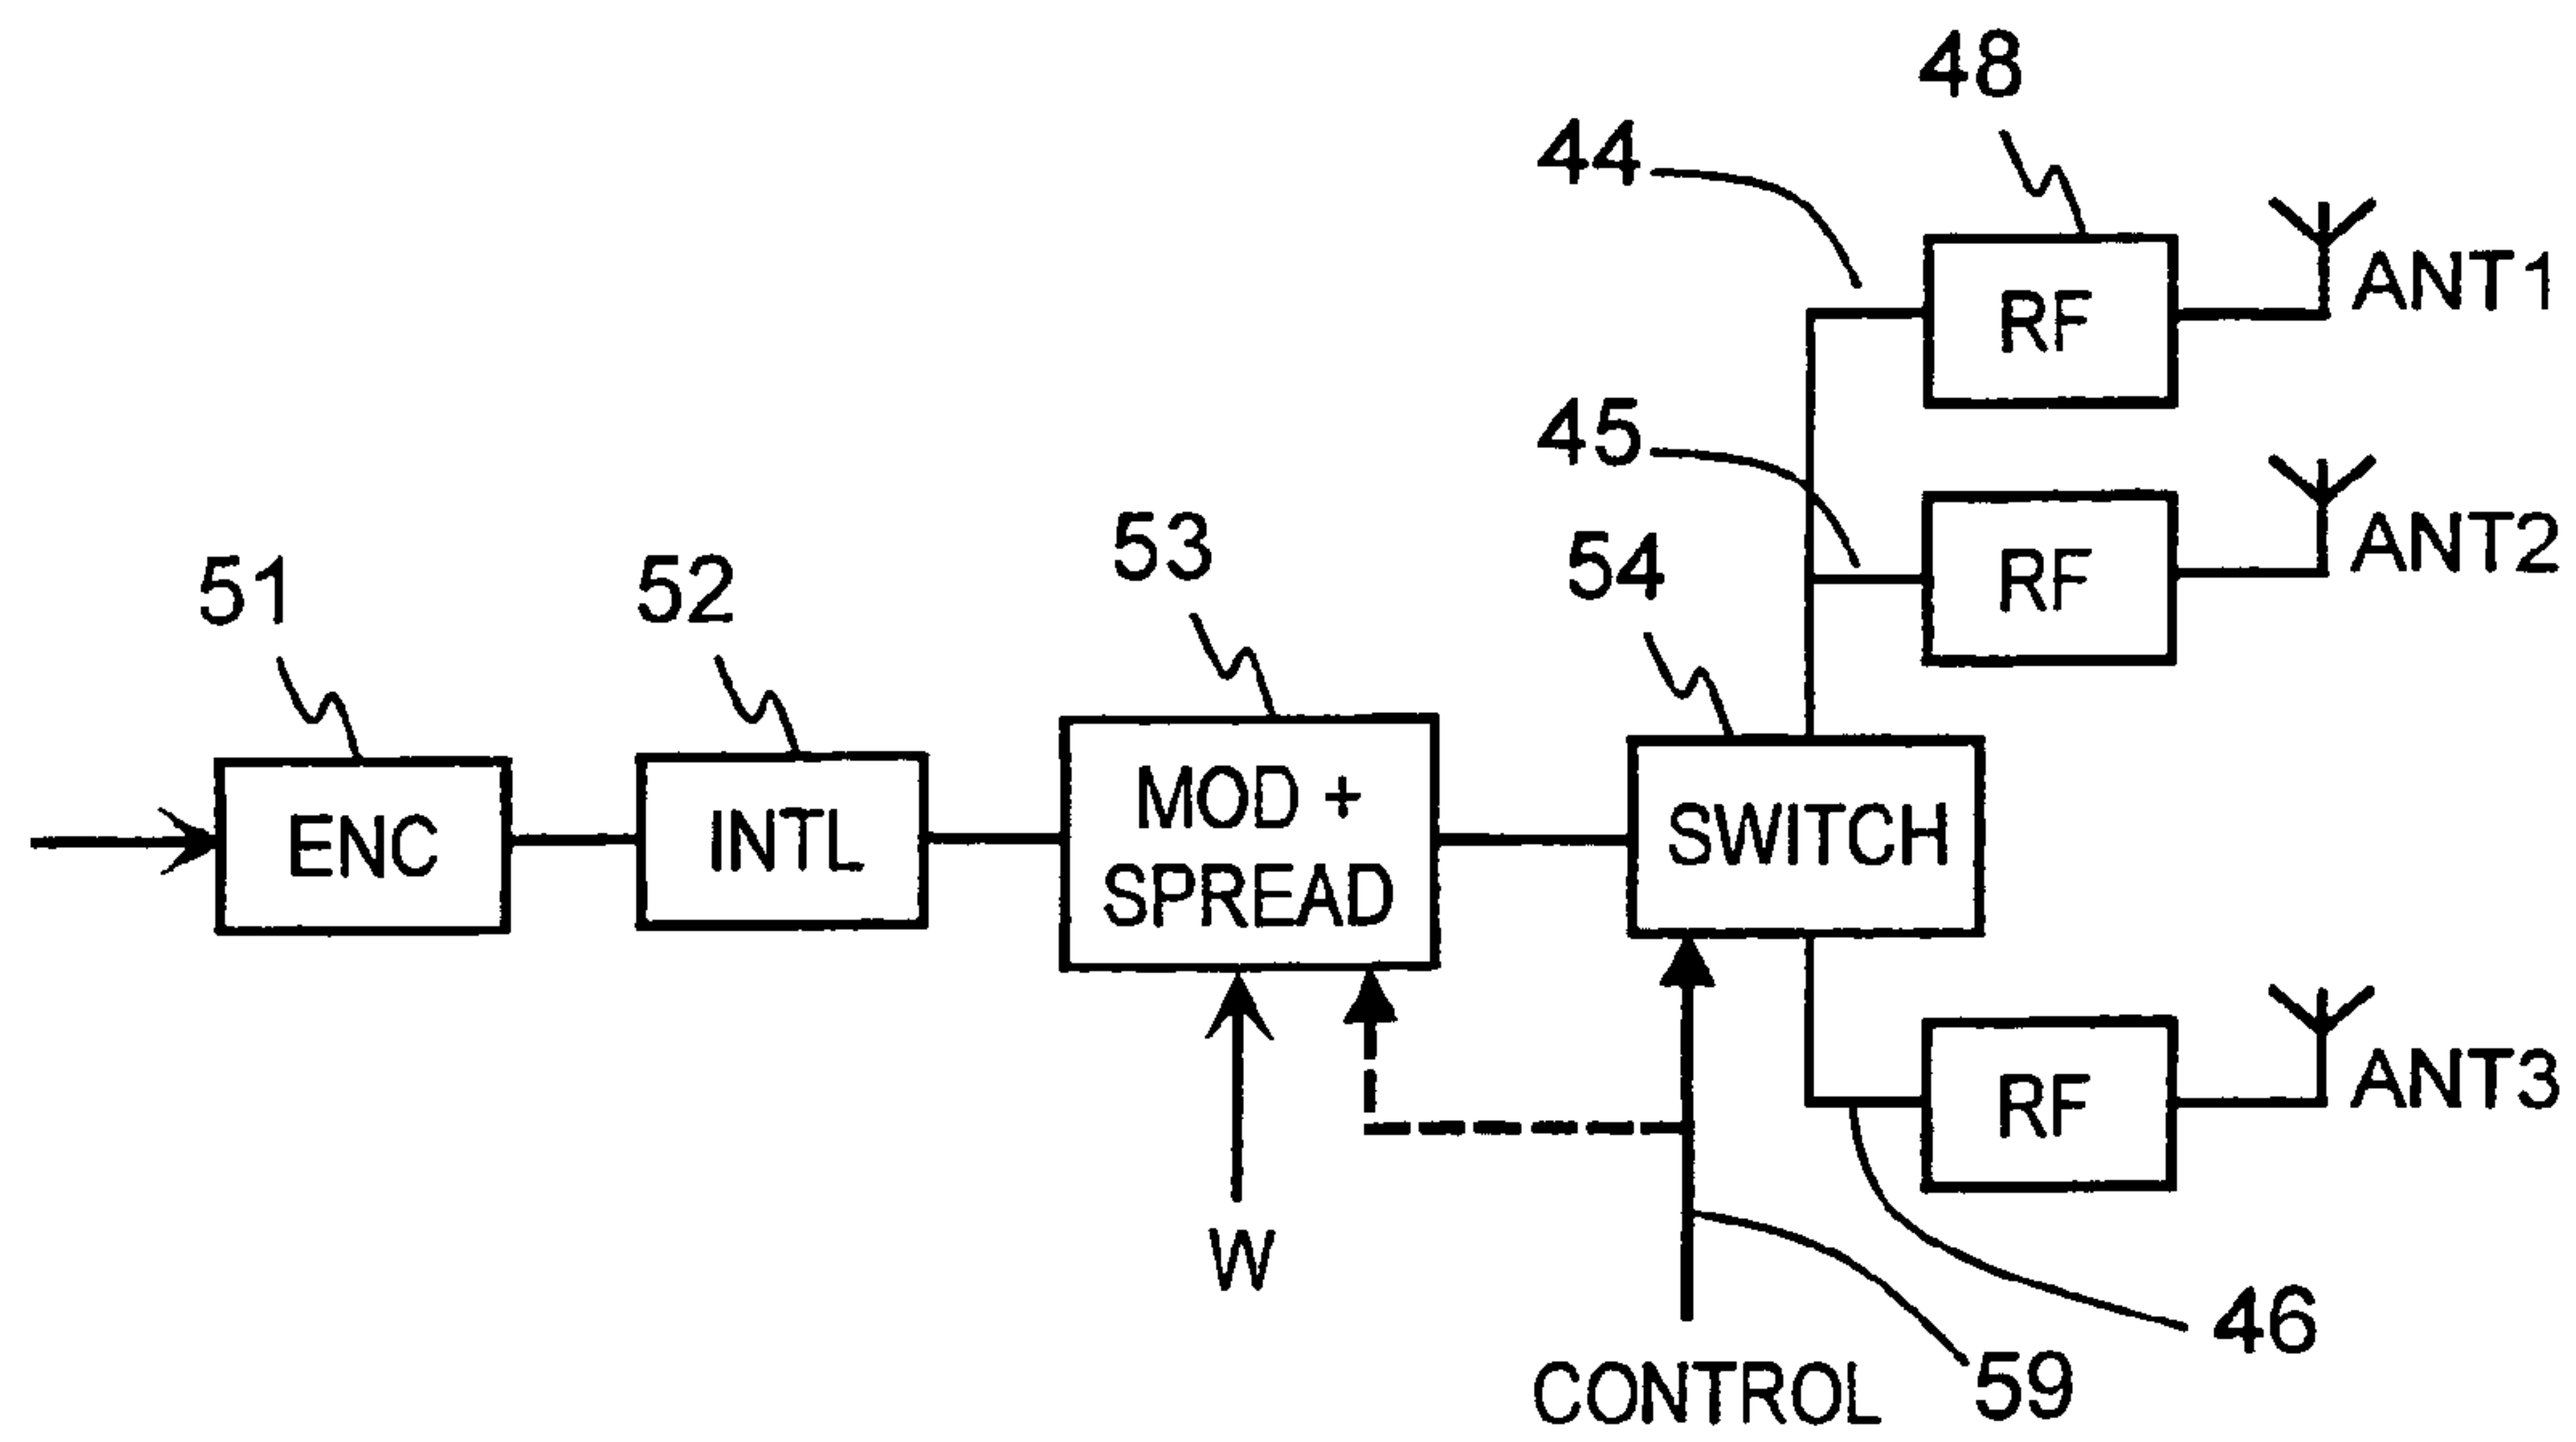 48
44
RF
ANT1
45
RF
ANT2
51
52
53
54
ENC
INTL
MOD +
SPREAD
SWITCH
RF
ANT3
W
46
CONTROL
59